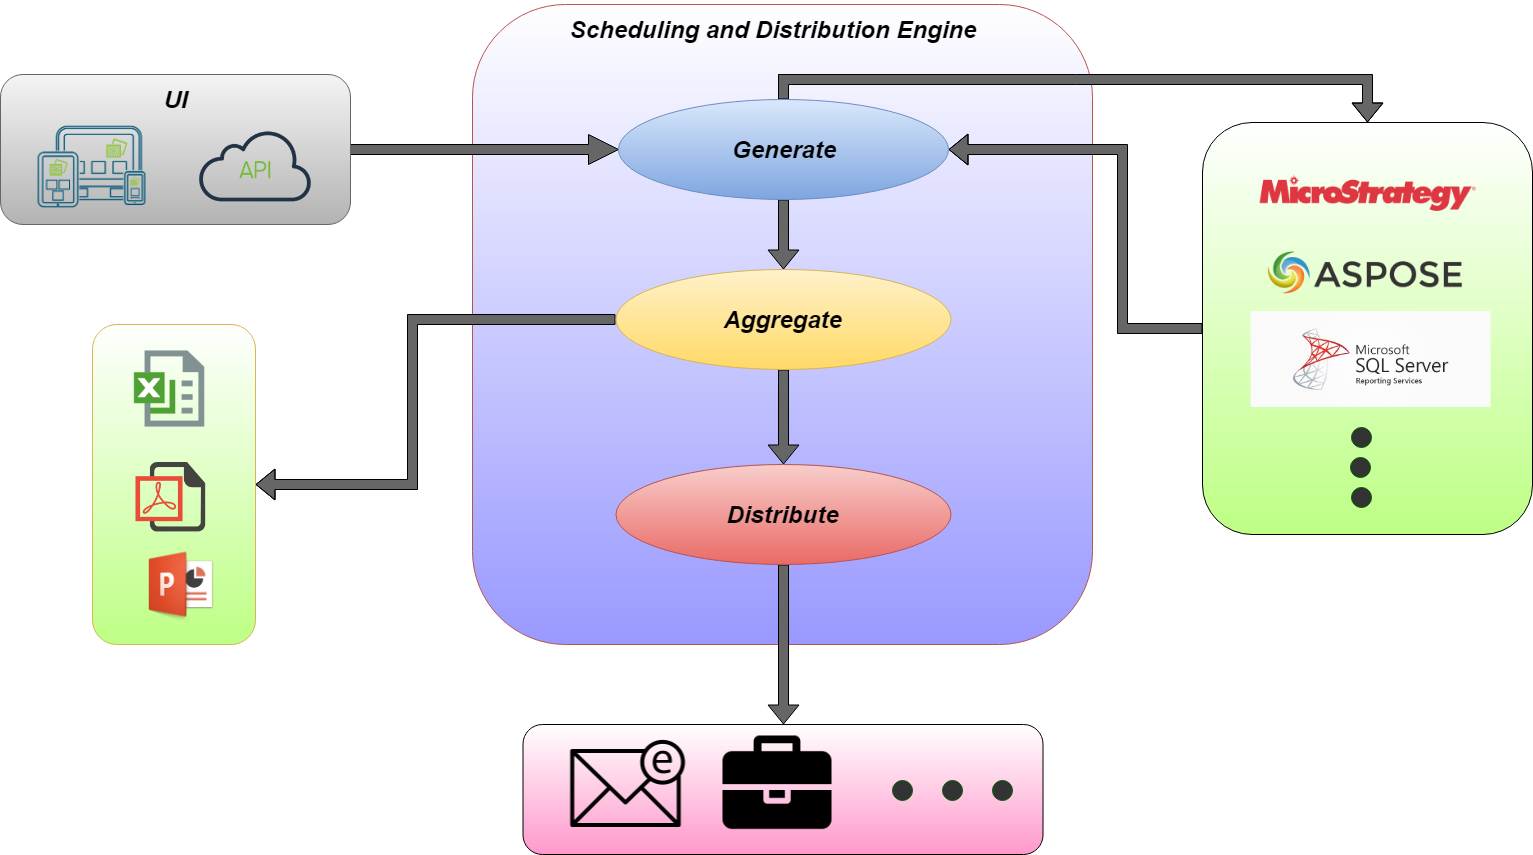 Scheduling and Distribution Engine
UI
API
Generate
MicroStrategy
ASPOSE
Aggregate
Microsoft
SQL Server
Reporting Services
X
Distribute
P
e